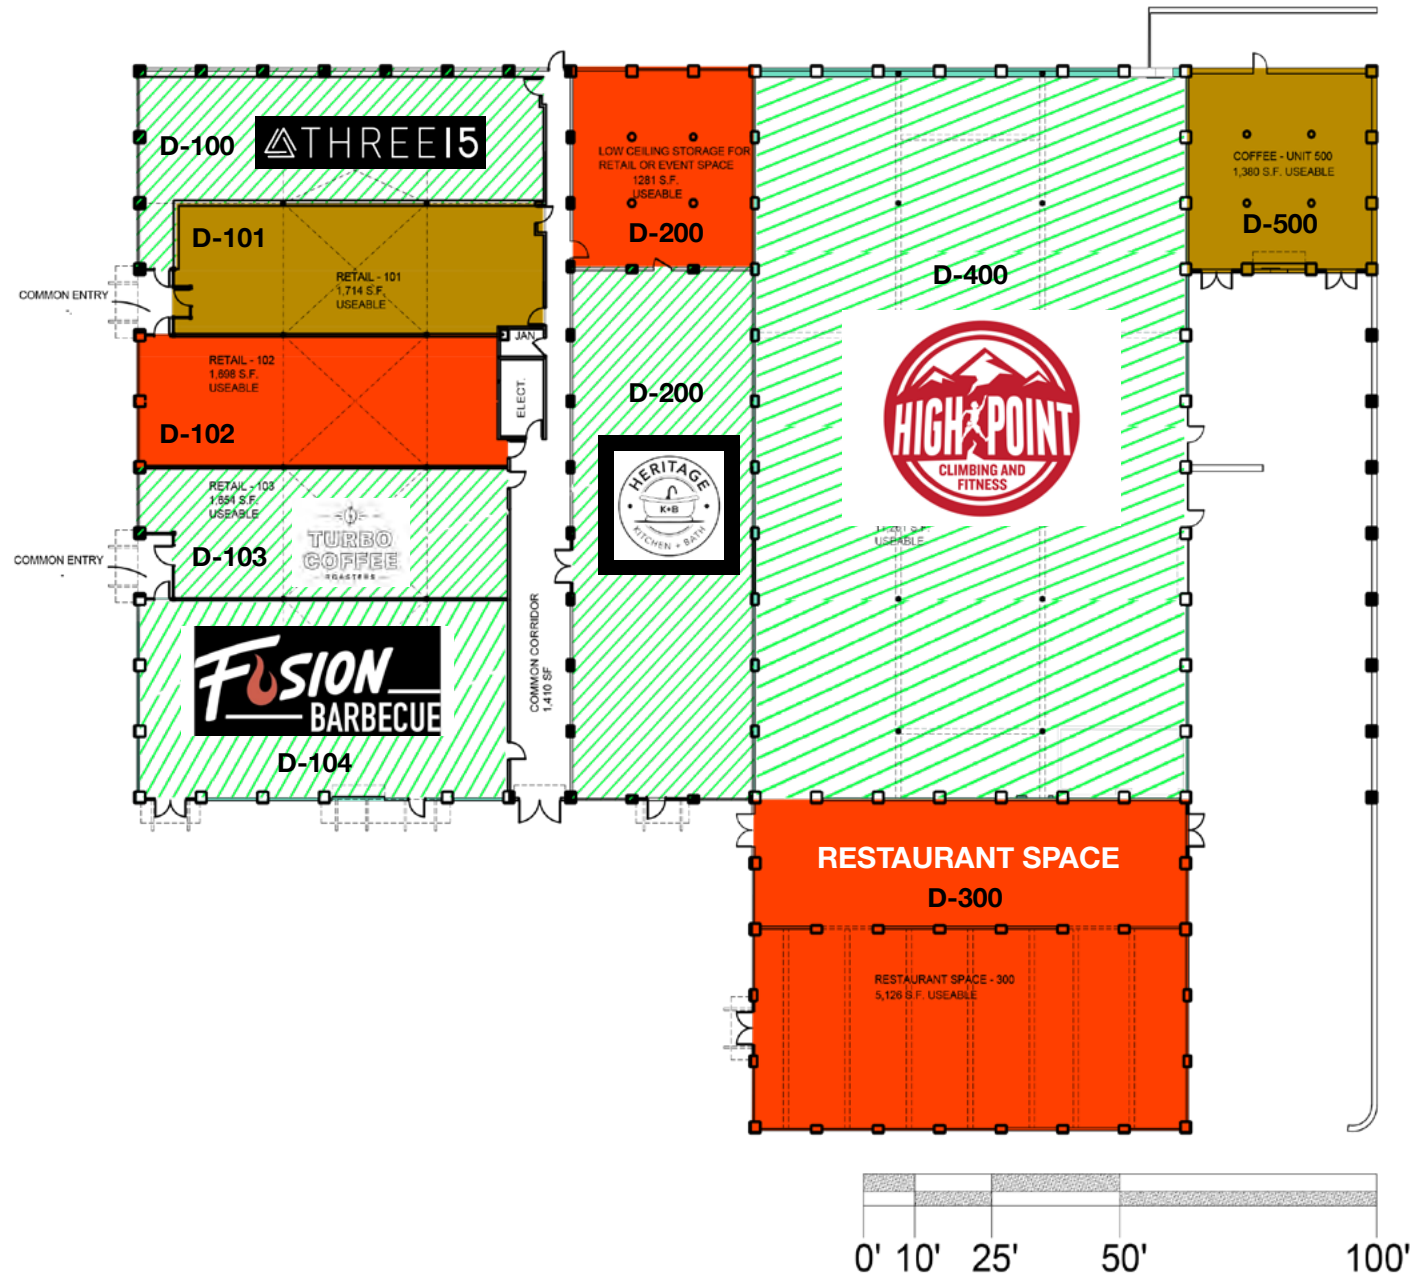 D-100
THREE15
D-101
RETAIL - 101
1,714 S.F.
USEABLE
COMMON ENTRY
JAN.
RETAIL - 102
1,698 S.F.
USEABLE
ELECT.
D-102
RETAIL - 103
1,654 S.F.
USEABLE
D-103
TURBO
COFFEE
ROASTERS
COMMON ENTRY
FUSION
BARBECUE
D-104
COMMON CORRIDOR
1,410 SF
LOW CEILING STORAGE FOR
RETAIL OR EVENT SPACE
1281 S.F.
USEABLE
D-200
D-200
HERITAGE
K+B
KITCHEN + BATH
D-400
HIGH POINT
CLIMBING AND
FITNESS
USEABLE
COFFEE - UNIT 500
1,380 S.F. USEABLE
D-500
RESTAURANT SPACE
D-300
RESTAURANT SPACE - 300
5,126 S.F. USEABLE
0' 10' 25' 50' 100'